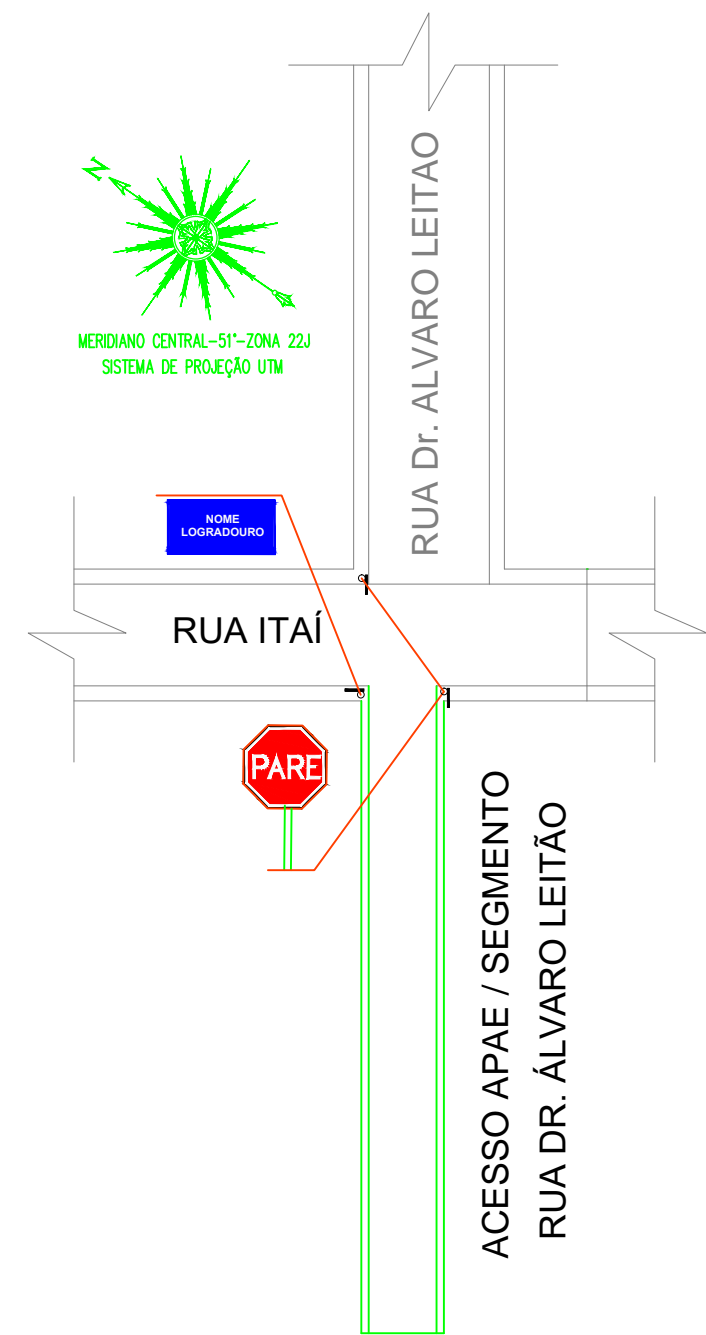 N
MERIDIANO CENTRAL-51°-ZONA 22J
SISTEMA DE PROJEÇÃO UTM
RUA Dr. ALVARO LEITAO
NOME
LOGRADOURO
RUA ITAÍ
PARE
ACESSO APAE / SEGMENTO
RUA DR. ÁLVARO LEITÃO